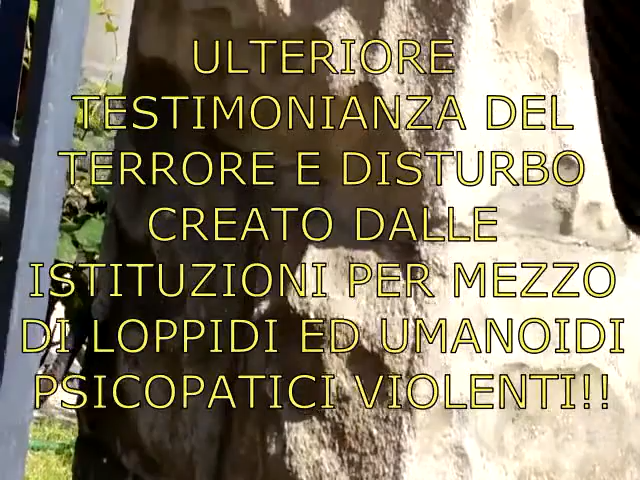 ULTERIORE
TESTIMONIANZA DEL
TERRORE E DISTURBO
CREATO DALLE
ISTITUZIONI PER MEZZO
DI LOPPIDI ED UMANOIDI
PSICOPATICI VIOLENTI!!